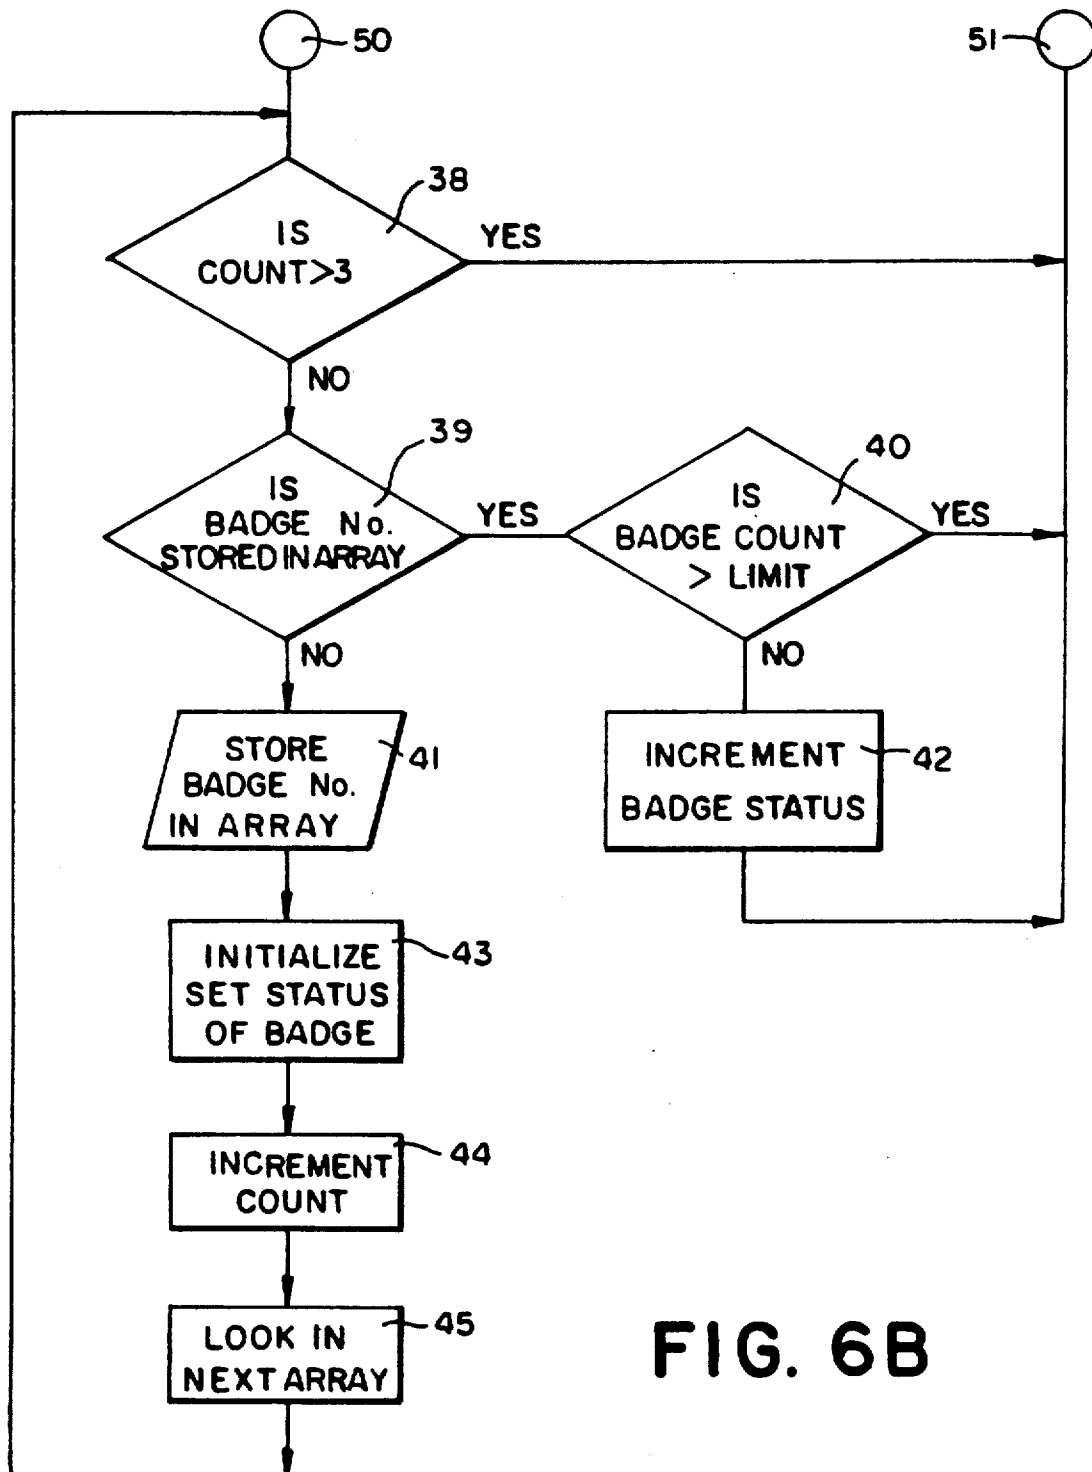 50
51
38
IS
COUNT>3
YES
NO
39
IS
BADGE No.
STORED IN ARRAY
YES
40
IS
BADGE COUNT
> LIMIT
YES
NO
NO
STORE
BADGE No.
IN ARRAY
41
INCREMENT
BADGE STATUS
42
INITIALIZE
SET STATUS
OF BADGE
43
INCREMENT
COUNT
44
LOOK IN
NEXT ARRAY
45
FIG. 6B